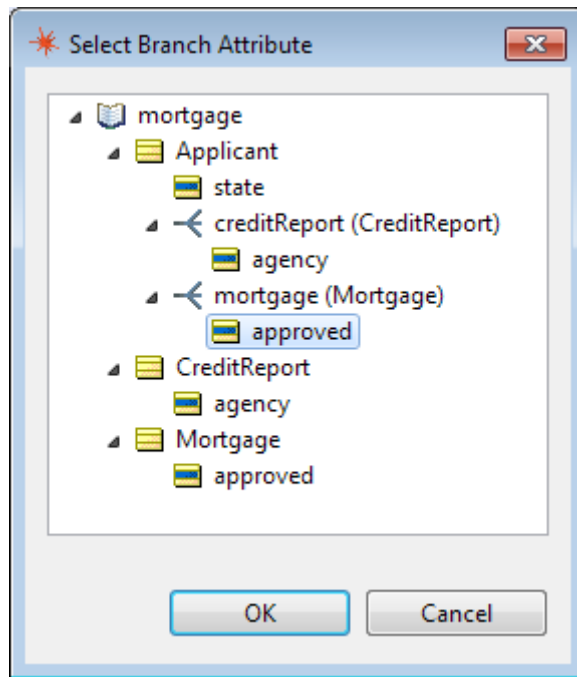 Select Branch Attribute
mortgage
Applicant
state
creditReport (CreditReport)
agency
mortgage (Mortgage)
approved
CreditReport
agency
Mortgage
approved
OK Cancel